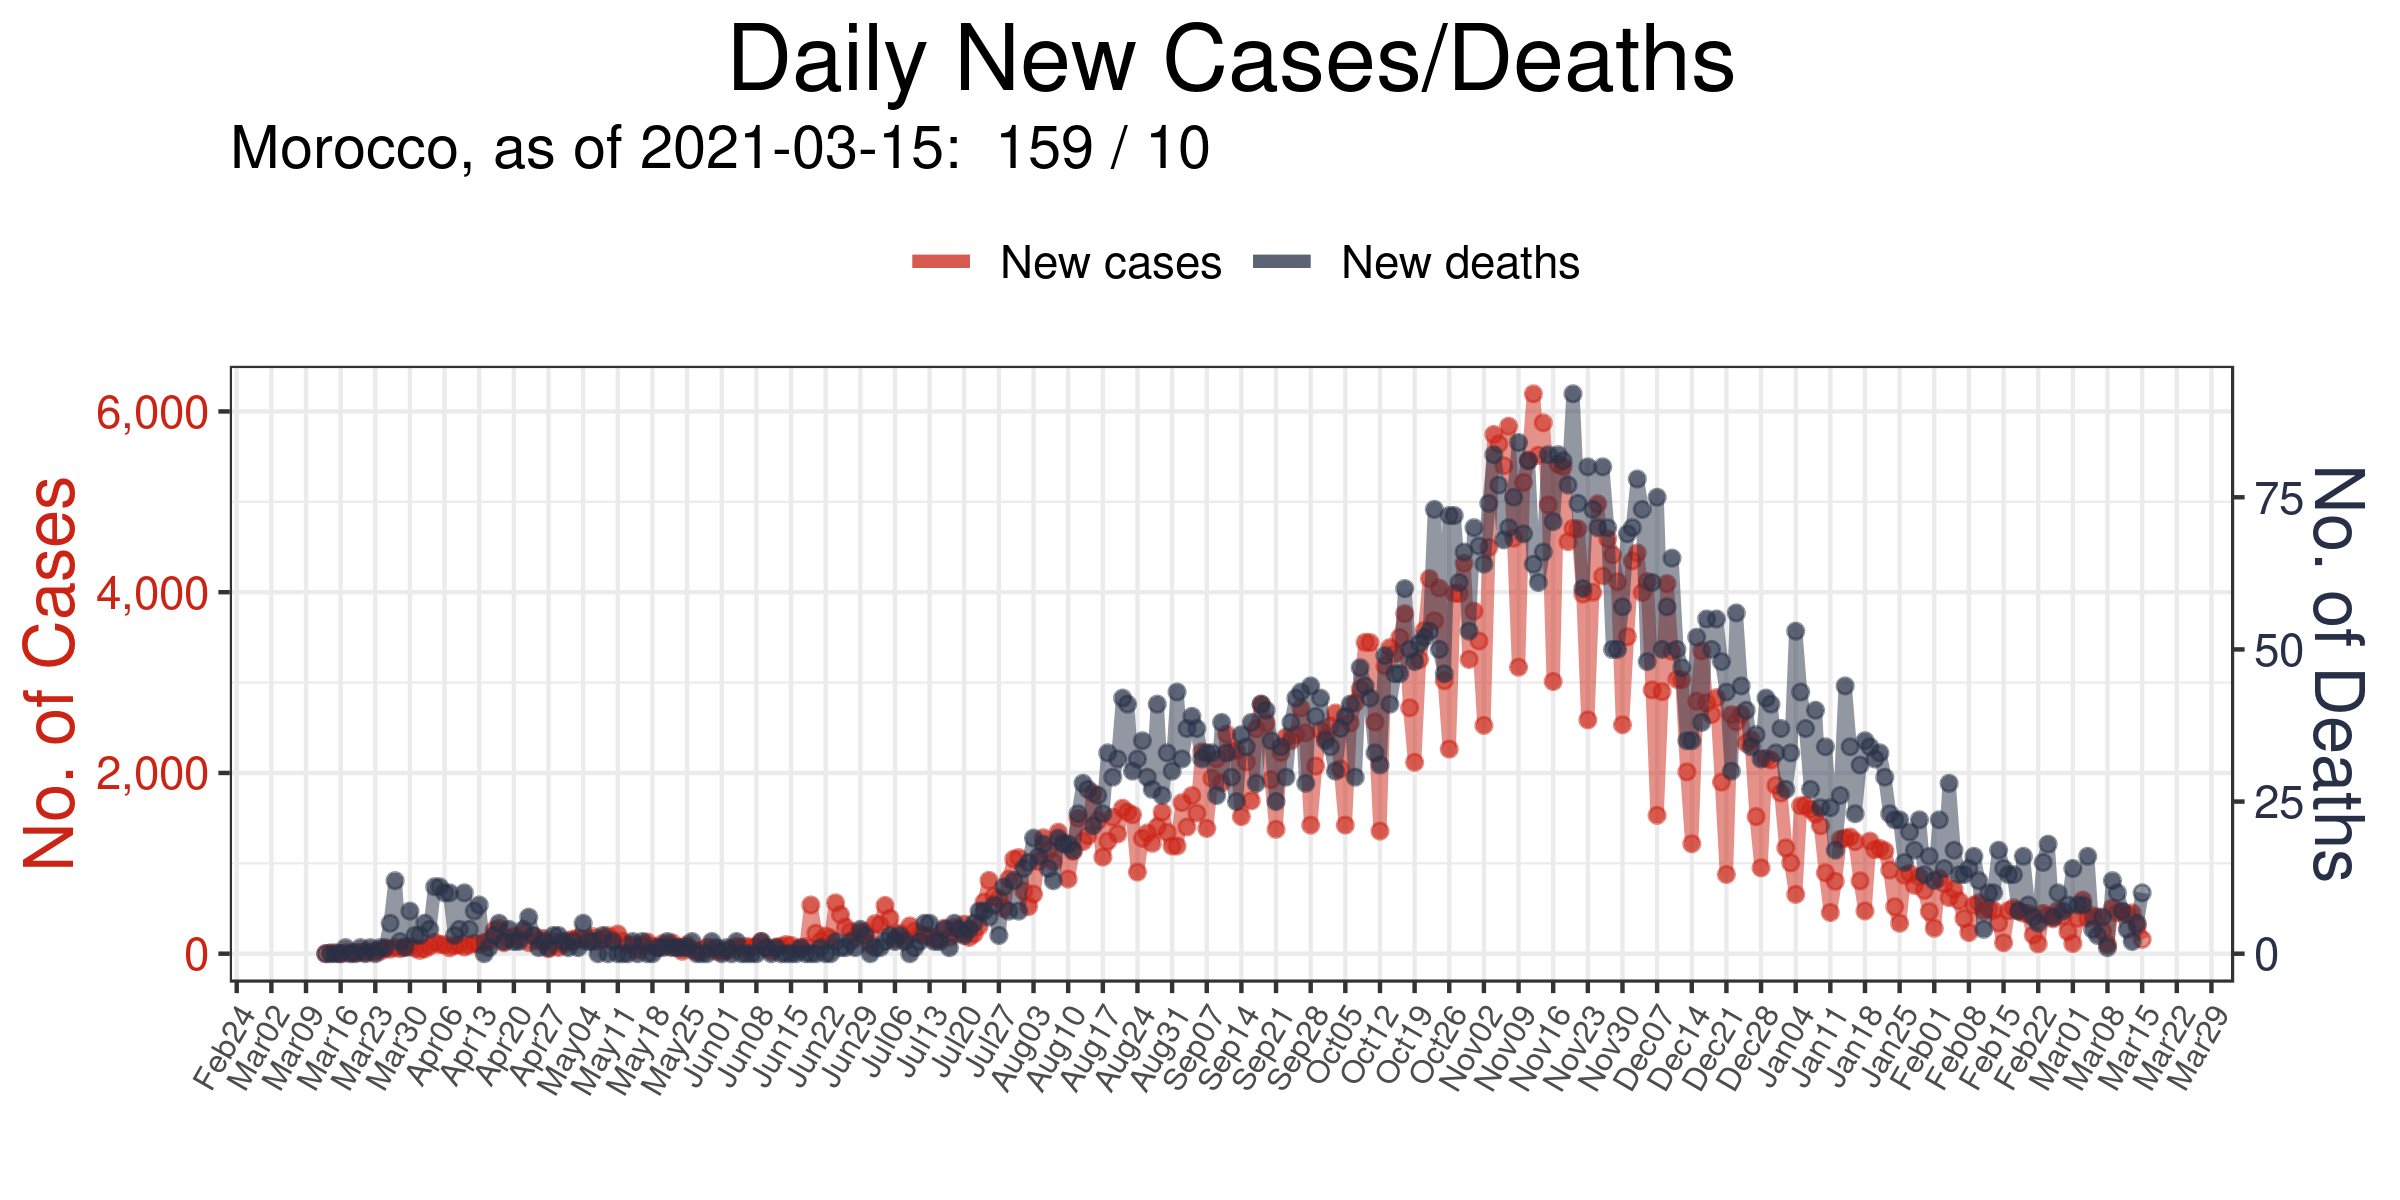 Daily New Cases/Deaths
Morocco, as of 2021-03-15:  159 / 10
New cases
New deaths
No. of Cases
6,000
4,000
2,000
0
75
50
25
0
No. of Deaths
Feb24
Mar02
Mar09
Mar16
Mar23
Mar30
Apr06
Apr13
Apr20
Apr27
May04
May11
May18
May25
Jun01
Jun08
Jun15
Jun22
Jun29
Jul06
Jul13
Jul20
Jul27
Aug03
Aug10
Aug17
Aug24
Aug31
Sep07
Sep14
Sep21
Sep28
Oct05
Oct12
Oct19
Oct26
Nov02
Nov09
Nov16
Nov23
Nov30
Dec07
Dec14
Dec21
Dec28
Jan04
Jan11
Jan18
Jan25
Feb01
Feb08
Feb15
Feb22
Mar01
Mar08
Mar15
Mar22
Mar29